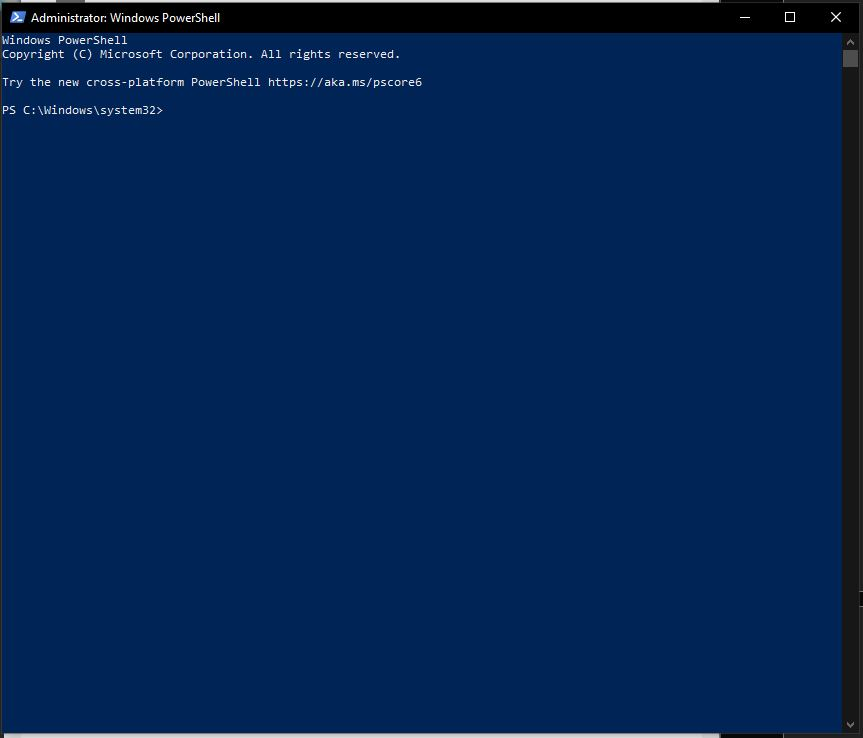 Administrator: Windows PowerShell
Windows PowerShell
Copyright (C) Microsoft Corporation. All rights reserved.
Try the new cross-platform PowerShell https://aka.ms/pscore6
PS C:\Windows\system32>